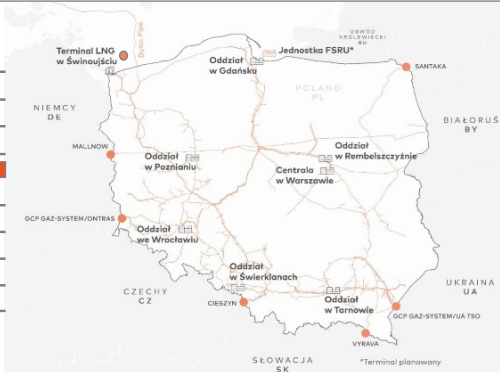 Baltic Pipe
OBWÓD
KRÓLEWIECKI
RU
Terminal LNG
w Świnoujściu
Oddział
w Gdańsku
Jednostka FSRU*
SANTAKA
POLAND
PL
NIEMCY
DE
BIAŁORUŚ
BY
MALLNOW
Oddział
w Poznaniu
Oddział
w Rembelszczyźnie
Centrala
w Warszawie
GCP GAZ-SYSTEM/ONTRAS
Oddział
we Wrocławiu
Oddział
w Świerklanach
CZECHY
CZ
CIESZYN
Oddział
w Tarnowie
UKRAINA
UA
GCP GAZ-SYSTEM/UA TSO
VYRAVA
SŁOWACJA
SK
*Terminal planowany